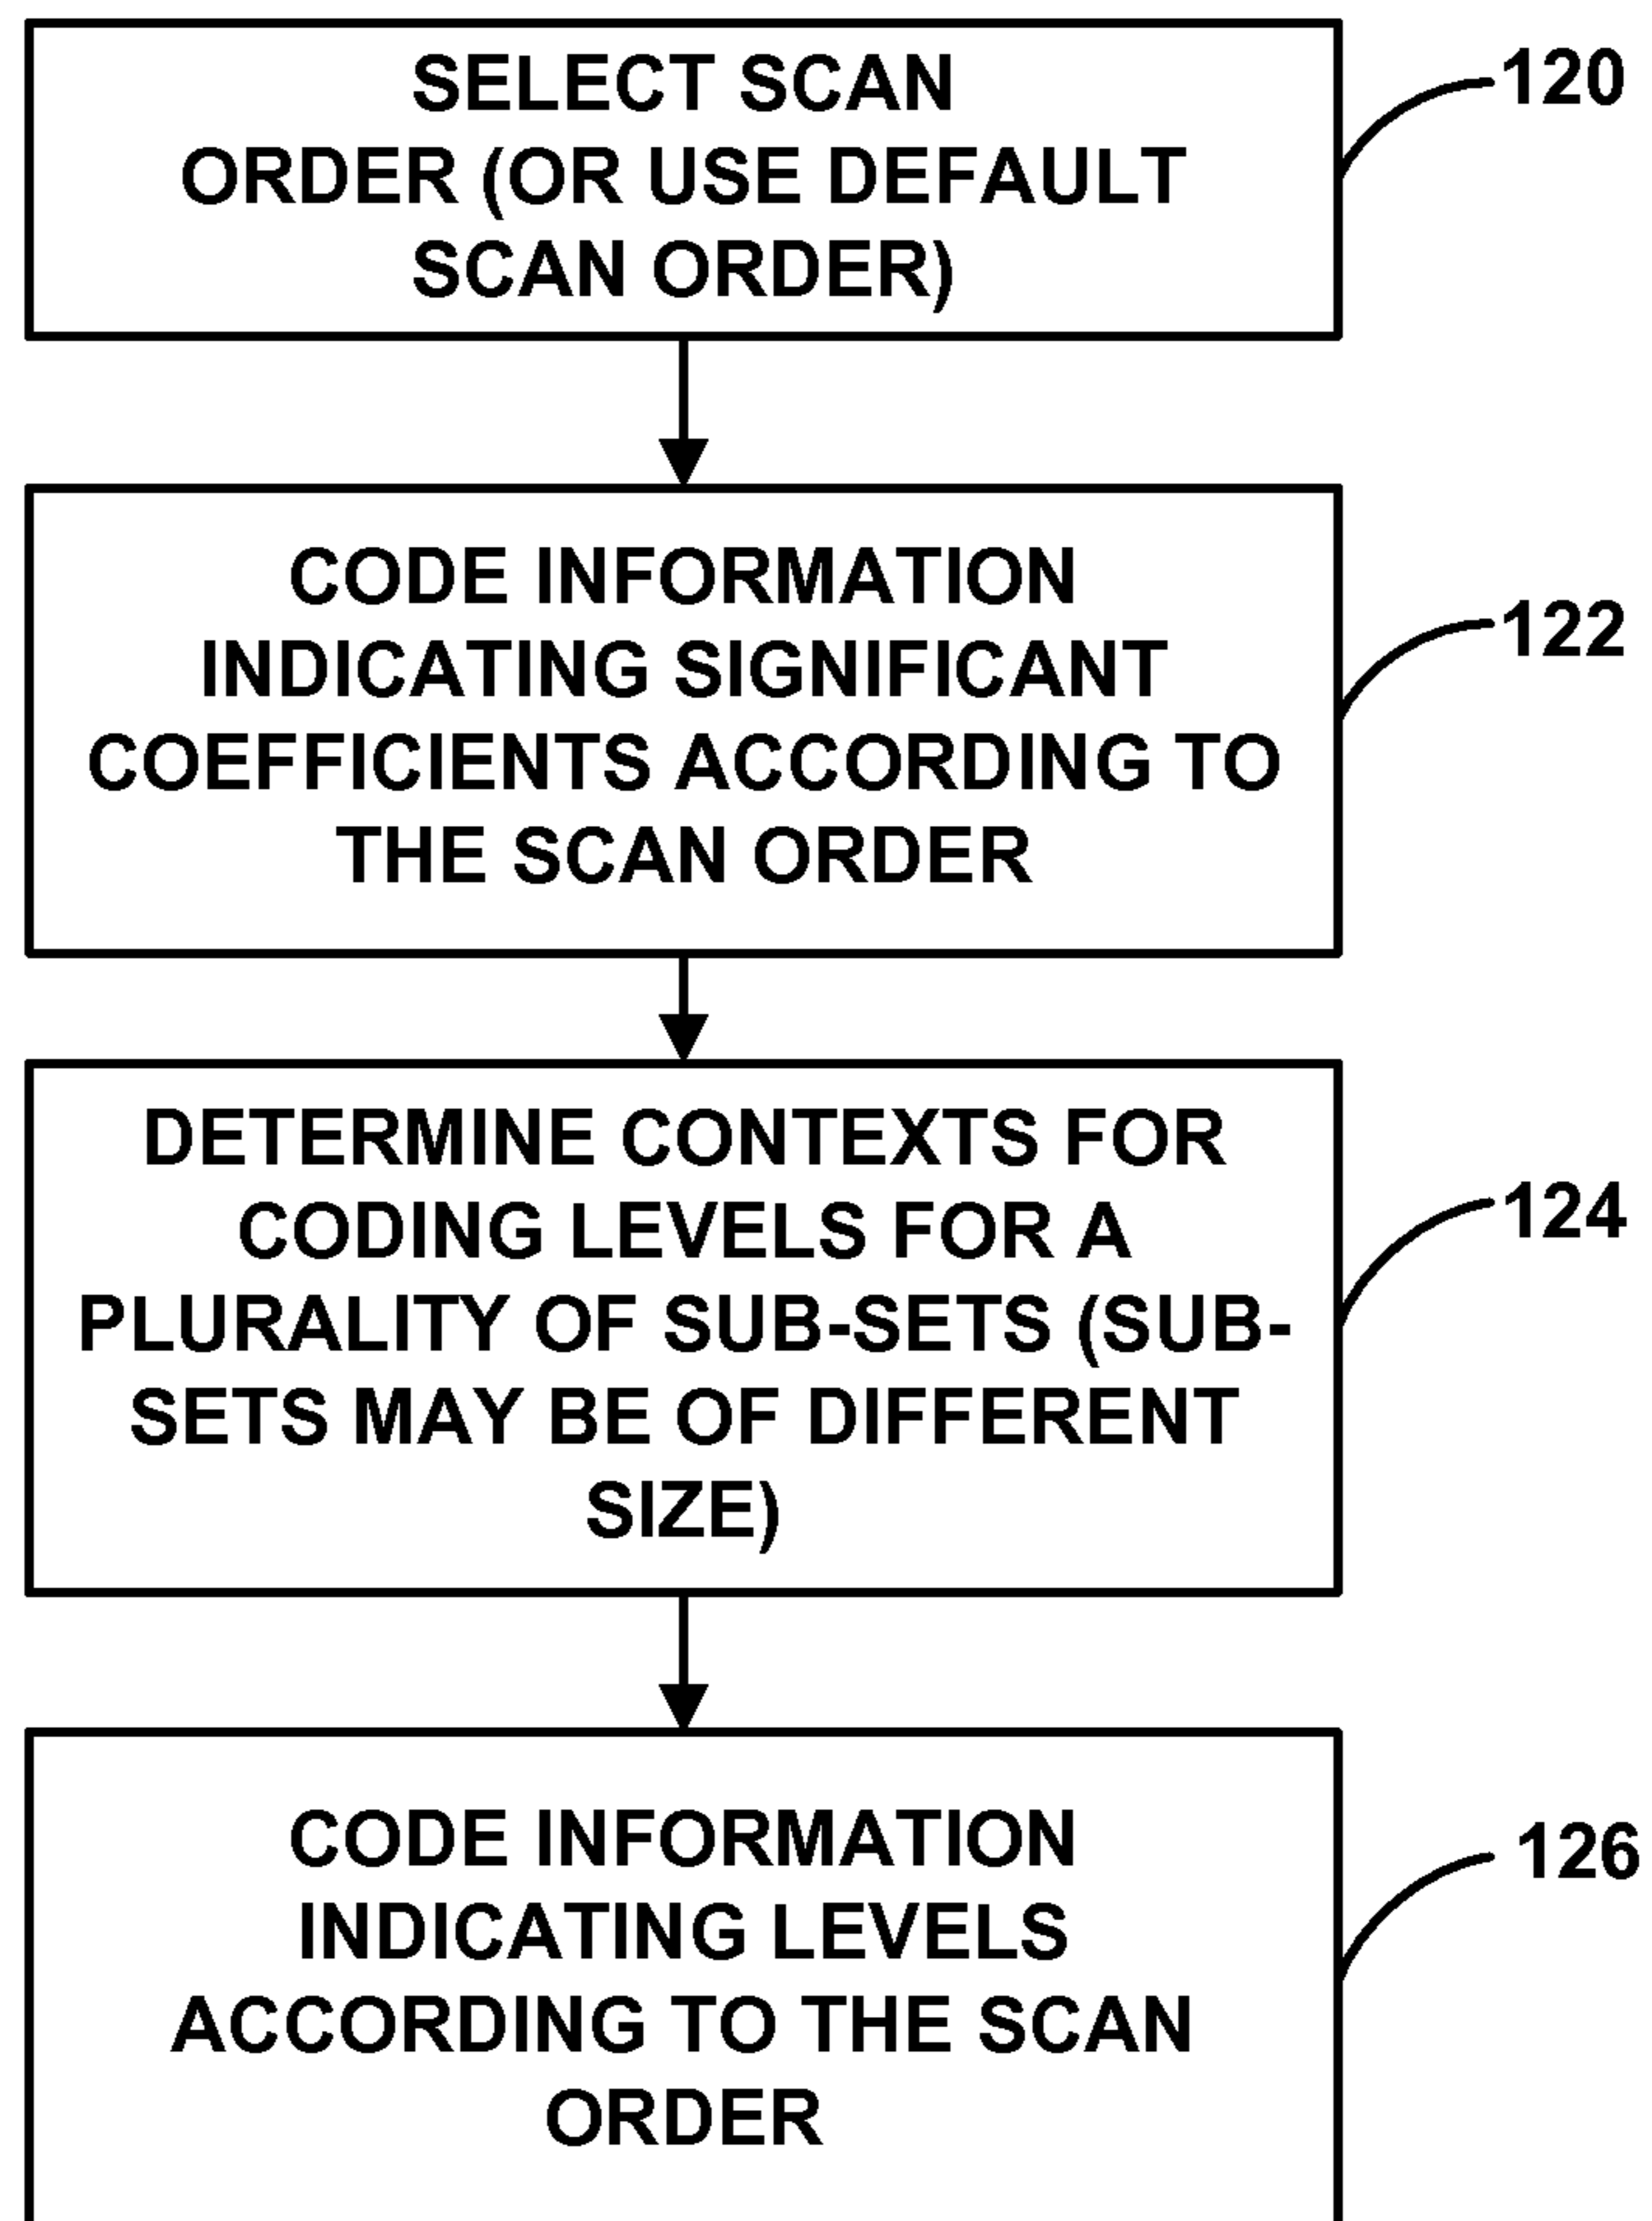 SELECT SCAN
ORDER (OR USE DEFAULT
SCAN ORDER)
120
CODE INFORMATION
INDICATING SIGNIFICANT
COEFFICIENTS ACCORDING TO
THE SCAN ORDER
122
DETERMINE CONTEXTS FOR
CODING LEVELS FOR A
PLURALITY OF SUB-SETS (SUB-
SETS MAY BE OF DIFFERENT
SIZE)
124
CODE INFORMATION
INDICATING LEVELS
ACCORDING TO THE SCAN
ORDER
126